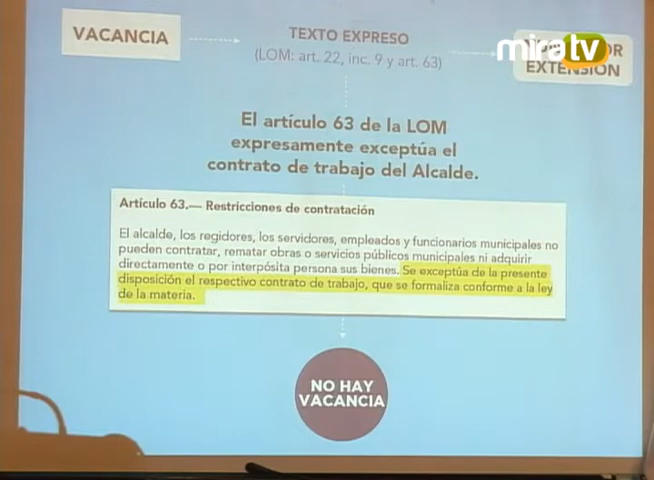 VACANCIA
TEXTO EXPRESO
(LOM: art. 22, inc. 9 y art. 63)
miratv
EXTENSIÓN
El artículo 63 de la LOM
expresamente exceptúa el
contrato de trabajo del Alcalde.
Artículo 63.— Restricciones de contratación
El alcalde, los regidores, los servidores, empleados y funcionarios municipales no
pueden contratar, rematar obras o servicios públicos municipales ni adquirir
directamente o por interpósita persona sus bienes. Se exceptúa de la presente
disposición el respectivo contrato de trabajo, que se formaliza conforme a la ley
de la materia.
NO HAY
VACANCIA